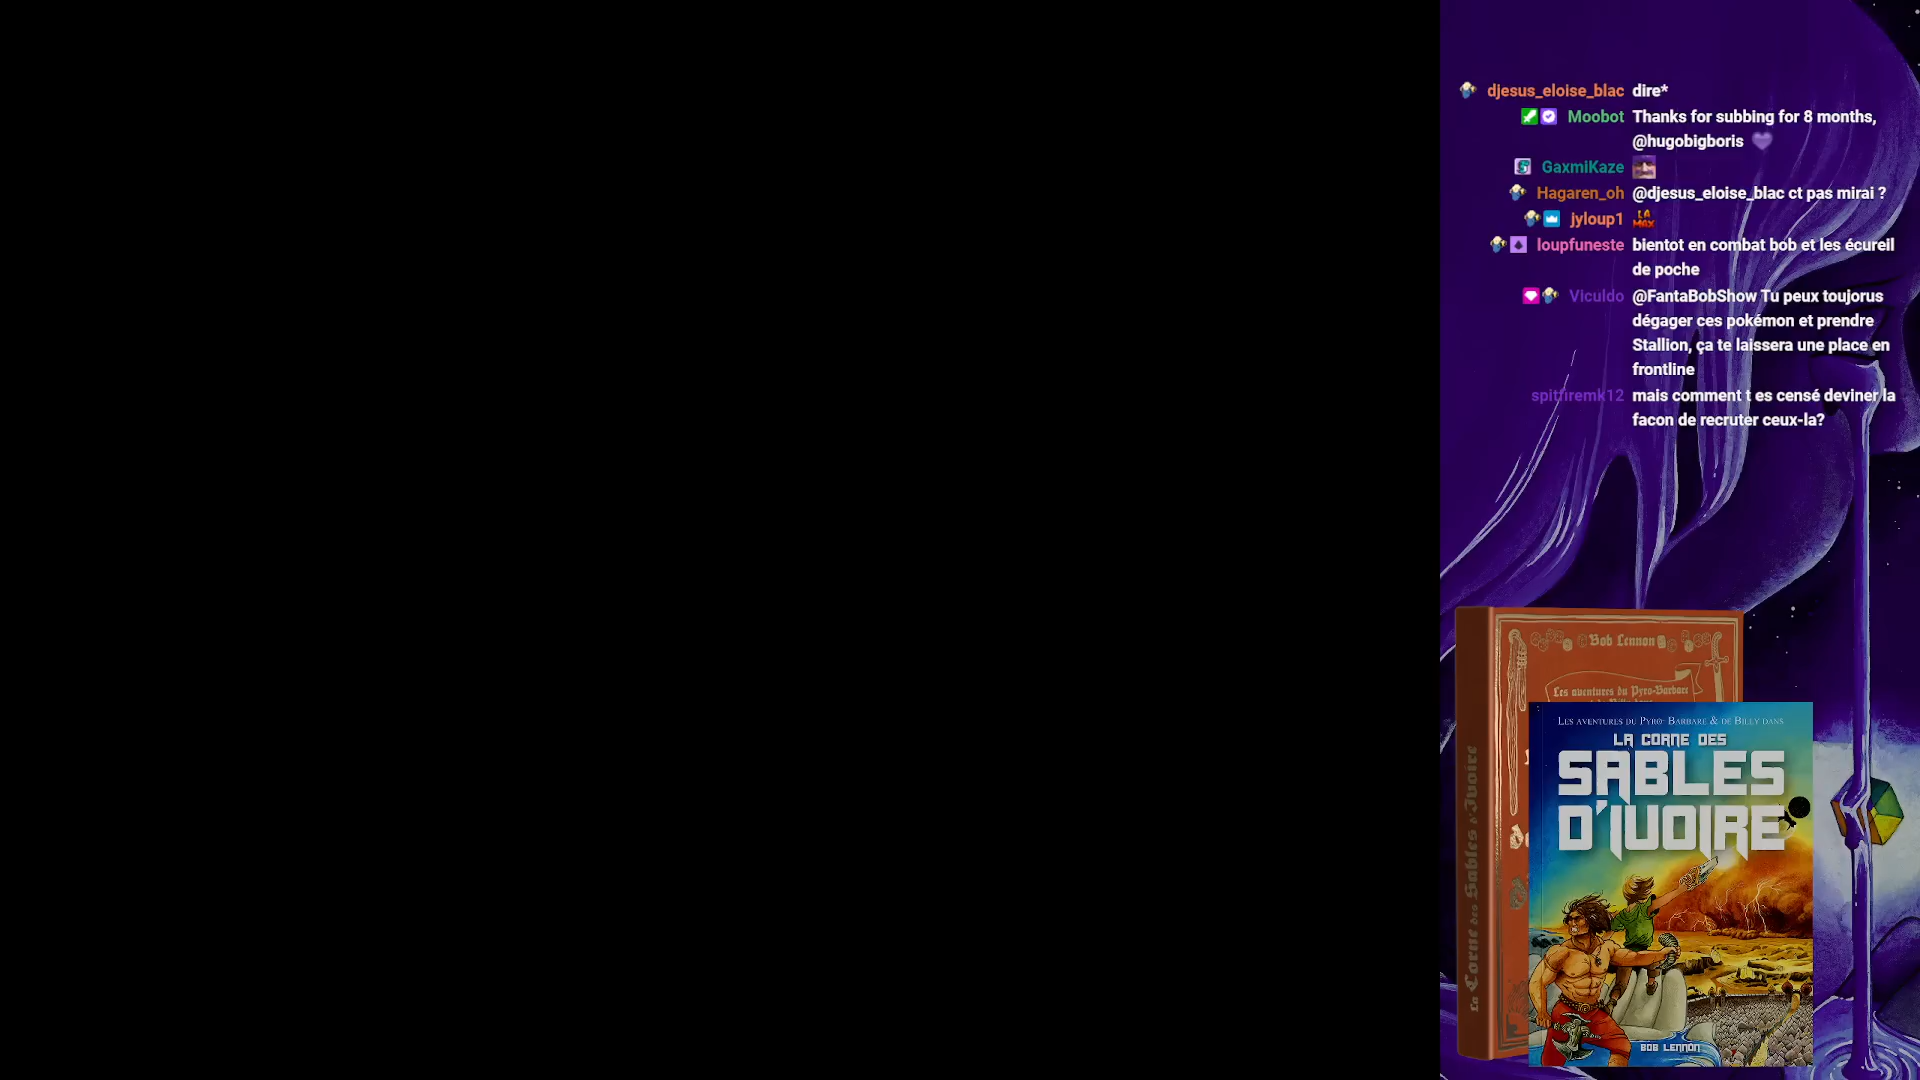 djesus_eloise_blac dire*
Moobot Thanks for subbing for 8 months,
@hugobigboris
GaxmiKaze
Hagaren_oh @djesus_eloise_blac ct pas mirai ?
jyloup1 LA MAX
loupfuneste bientot en combat bob et les écureil
de poche
Viculdo @FantaBobShow Tu peux toujorus
dégager ces pokémon et prendre
Stallion, ça te laissera une place en
frontline
spitfiremk12 mais comment t es censé deviner la
facon de recruter ceux-la?
Bob Lennon
Les aventures du Pyro-Barbare
La Corne des Sables d'Ivoire
LES AVENTURES DU PYRO-BARBARE & DE BILLY DANS
LA CORNE DES
SABLES
D'IVOIRE
BOB LENNON